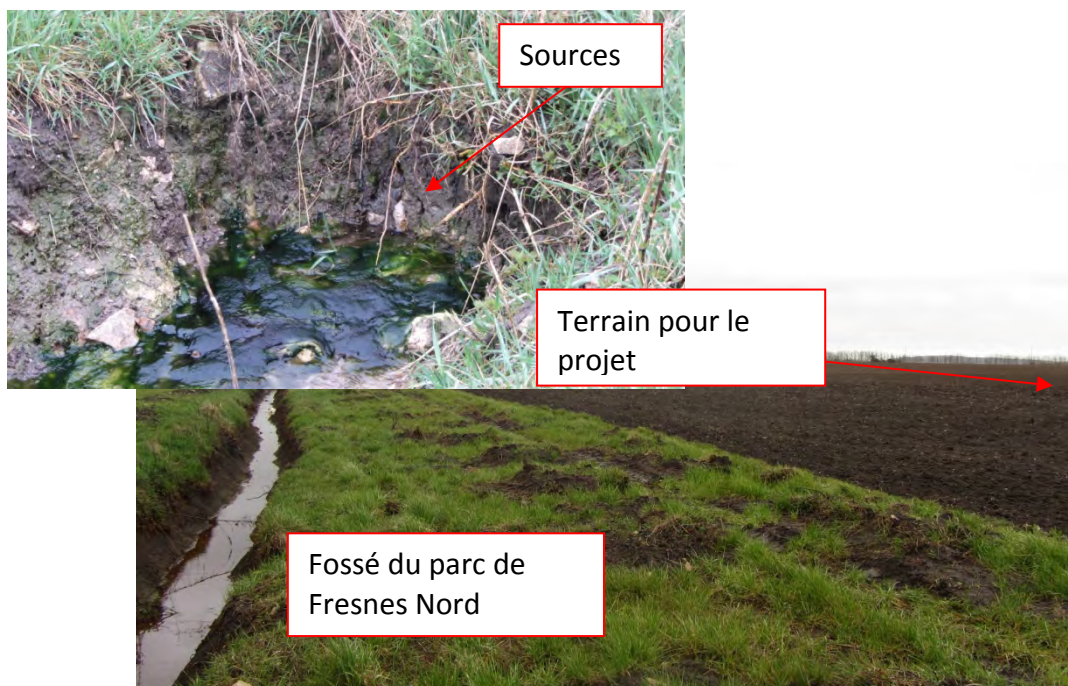 Sources
Terrain pour le
projet
Fossé du parc de
Fresnes Nord